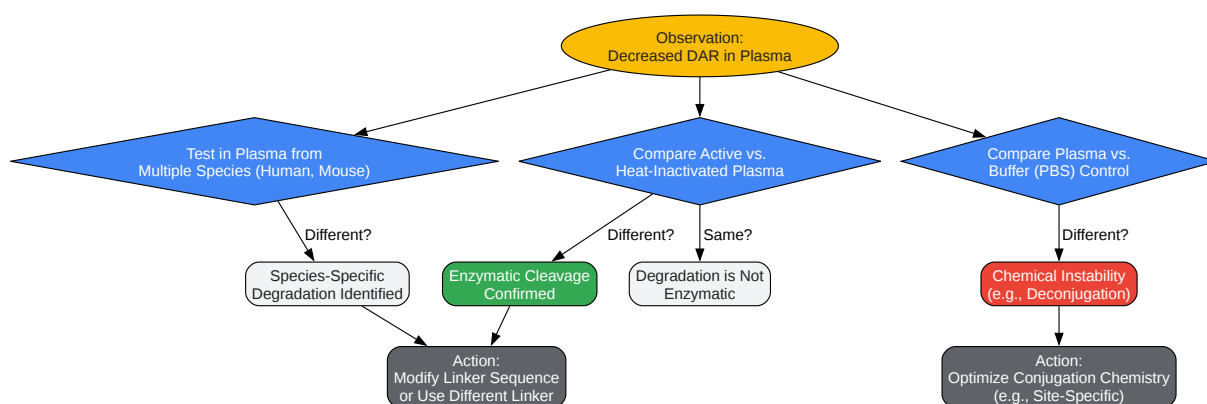 Observation:
Decreased DAR in Plasma
Test in Plasma from
Multiple Species (Human, Mouse)
Compare Active vs.
Heat-Inactivated Plasma
Compare Plasma vs.
Buffer (PBS) Control
Different?
Different?
Same?
Different?
Species-Specific
Degradation Identified
Enzymatic Cleavage
Confirmed
Degradation is Not
Enzymatic
Chemical Instability
(e.g., Deconjugation)
Action:
Modify Linker Sequence
or Use Different Linker
Action:
Optimize Conjugation Chemistry
(e.g., Site-Specific)